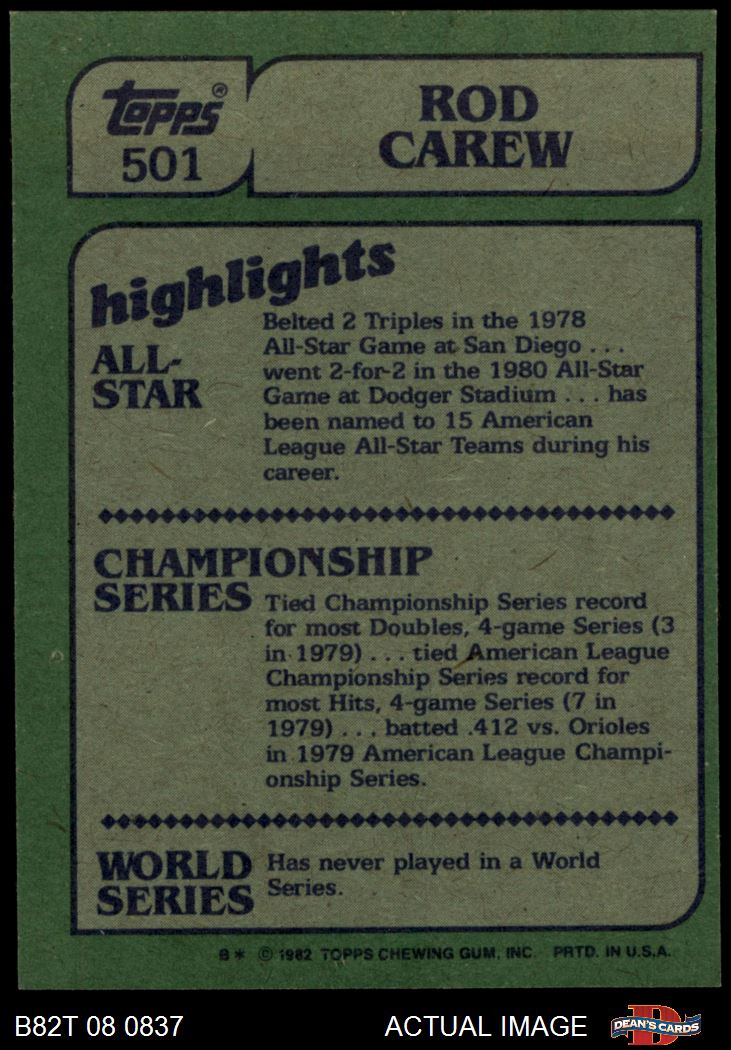 Topps®
501
ROD
CAREW
highlights
ALL-
STAR
Belted 2 Triples in the 1978
All-Star Game at San Diego . . .
went 2-for-2 in the 1980 All-Star
Game at Dodger Stadium . . . has
been named to 15 American
League All-Star Teams during his
career.
CHAMPIONSHIP
SERIES
Tied Championship Series record
for most Doubles, 4-game Series (3
in 1979) . . . tied American League
Championship Series record for
most Hits, 4-game Series (7 in
1979) . . . batted .412 vs. Orioles
in 1979 American League Champi-
onship Series.
WORLD
SERIES
Has never played in a World
Series.
B* © 1982 TOPPS CHEWING GUM, INC. PRTD. IN U.S.A.
B82T 08 0837
ACTUAL IMAGE
D
DEAN'S CARDS